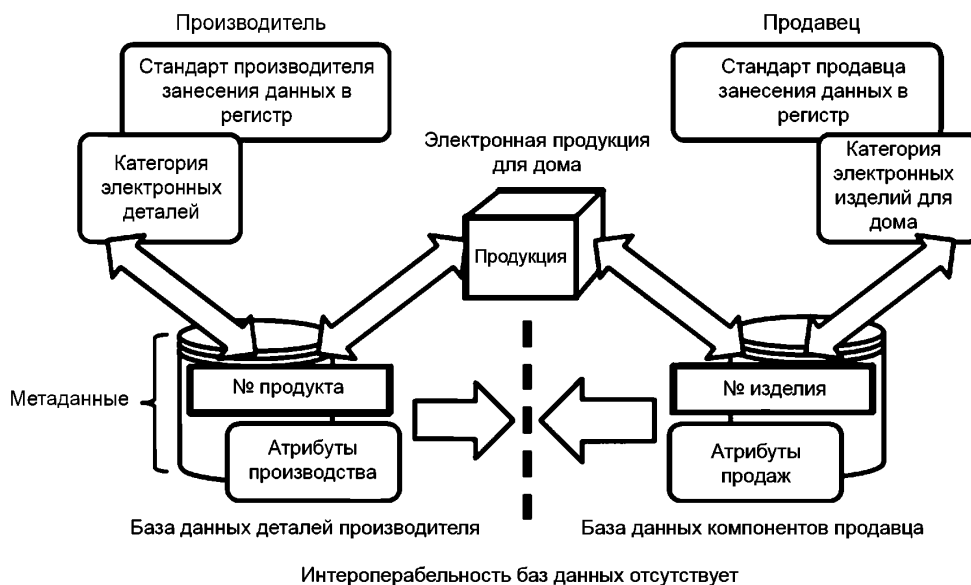 Производитель
Продавец
Стандарт производителя
занесения данных в
регистр
Стандарт продавца
занесения данных в
регистр
Категория
электронных
деталей
Электронная продукция
для дома
Категория
электронных
изделий для
дома
Продукция
Метаданные
№ продукта
№ изделия
Атрибуты
производства
Атрибуты
продаж
База данных деталей производителя
База данных компонентов продавца
Интероперабельность баз данных отсутствует